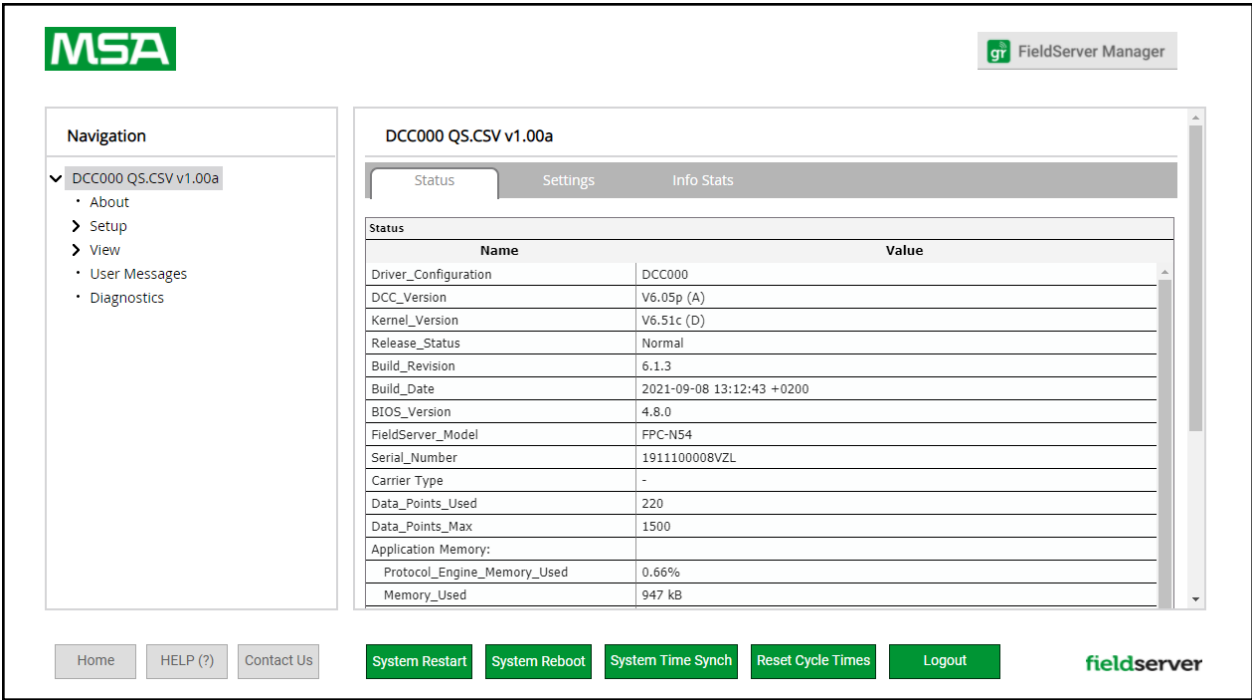 MSA
FieldServer Manager
Navigation
DCC000 QS.CSV v1.00a
About
Setup
View
User Messages
Diagnostics
DCC000 QS.CSV v1.00a
Status Settings Info Stats
Status
Name Value
Driver_Configuration DCC000
DCC_Version V6.05p (A)
Kernel_Version V6.51c (D)
Release_Status Normal
Build_Revision 6.1.3
Build_Date 2021-09-08 13:12:43 +0200
BIOS_Version 4.8.0
FieldServer_Model FPC-N54
Serial_Number 1911100008VZL
Carrier Type -
Data_Points_Used 220
Data_Points_Max 1500
Application Memory:
Protocol_Engine_Memory_Used 0.66%
Memory_Used 947 kB
Home HELP (?) Contact Us System Restart System Reboot System Time Synch Reset Cycle Times Logout fieldserver